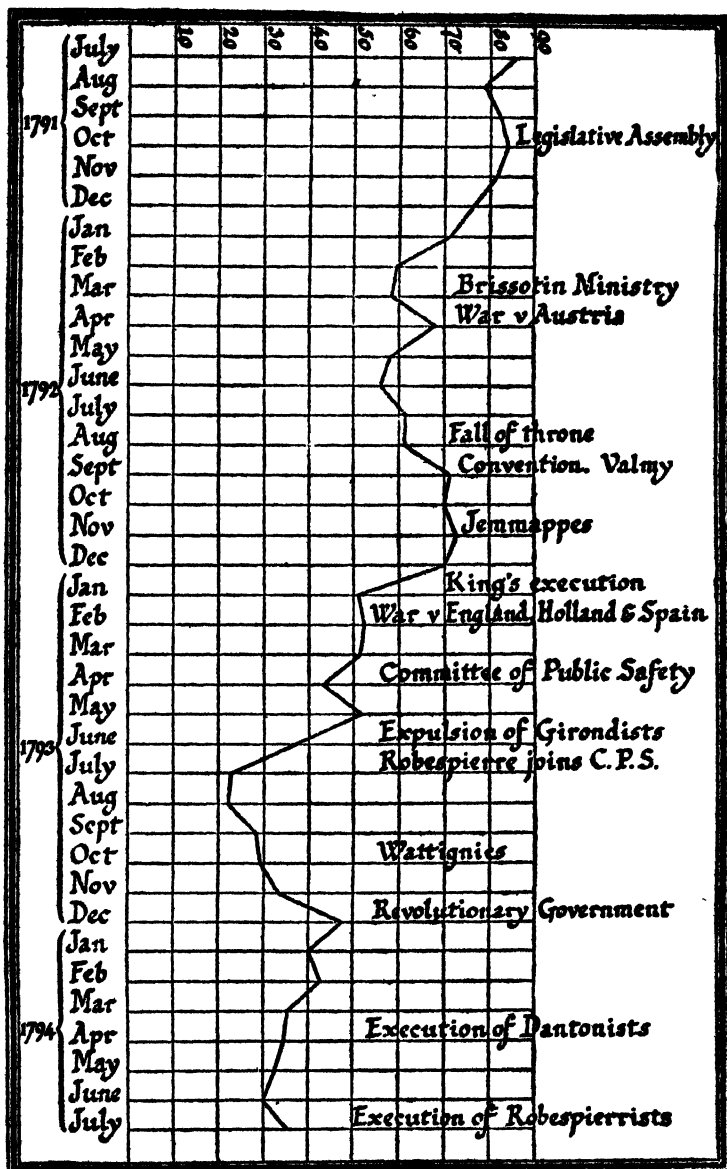 10 20 30 40 50 60 70 80 90
1791
July
Aug
Sept
Oct Legislative Assembly
Nov
Dec
1792
Jan
Feb
Mar Brissotin Ministry
Apr War v Austria
May
June
July
Aug Fall of throne
Sept Convention. Valmy
Oct
Nov Jemmappes
Dec
1793
Jan King's execution
Feb War v England Holland & Spain
Mar
Apr Committee of Public Safety
May
June Expulsion of Girondists
July Robespierre joins C.P.S.
Aug
Sept
Oct Wattignies
Nov
Dec Revolutionary Government
1794
Jan
Feb
Mar
Apr Execution of Dantonists
May
June
July Execution of Robespierrists